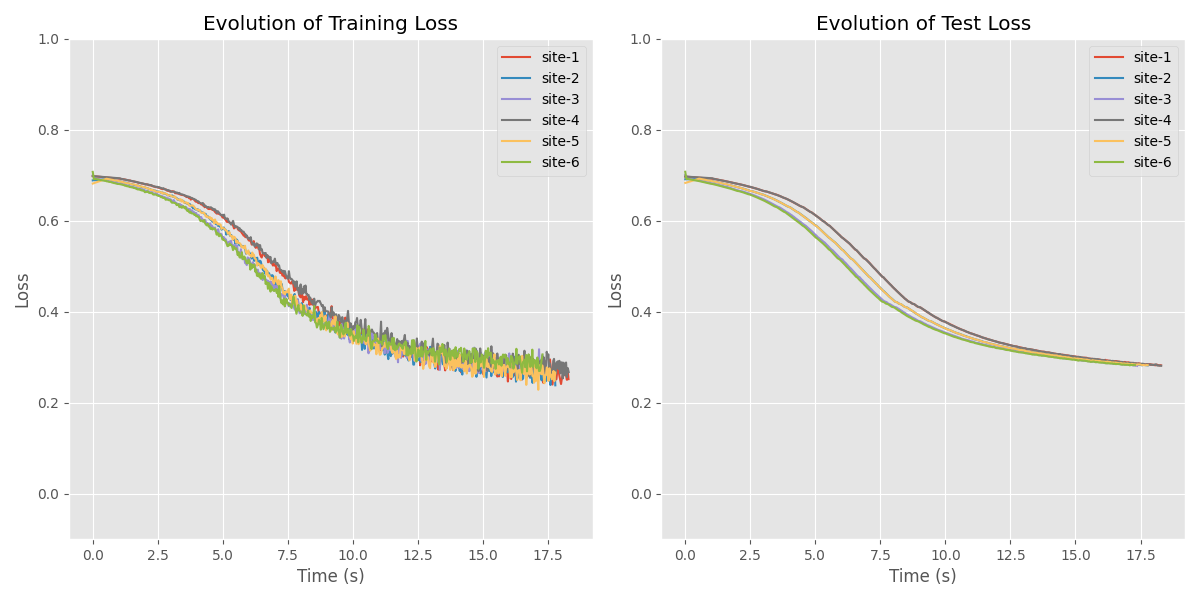 Evolution of Training Loss
1.0
0.8
0.6
0.4
0.2
0.0
Loss
0.0 2.5 5.0 7.5 10.0 12.5 15.0 17.5
Time (s)
site-1
site-2
site-3
site-4
site-5
site-6
Evolution of Test Loss
1.0
0.8
0.6
0.4
0.2
0.0
Loss
0.0 2.5 5.0 7.5 10.0 12.5 15.0 17.5
Time (s)
site-1
site-2
site-3
site-4
site-5
site-6